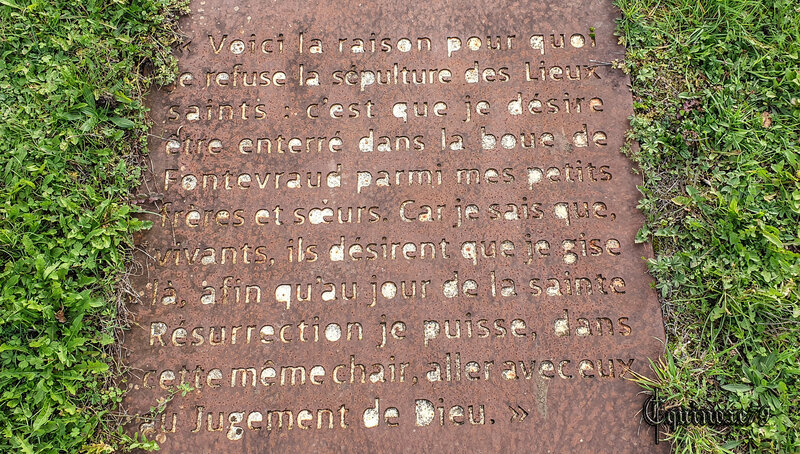 « Voici la raison pour quoi
je refuse la sépulture des Lieux
saints : c'est que je désire
être enterré dans la boue de
Fontevraud parmi mes petits
frères et sœurs. Car je sais que,
vivants, ils désirent que je gise
là, afin qu'au jour de la sainte
Résurrection je puisse, dans
cette même chair, aller avec eux
au Jugement de Dieu. »
Equinoxe79